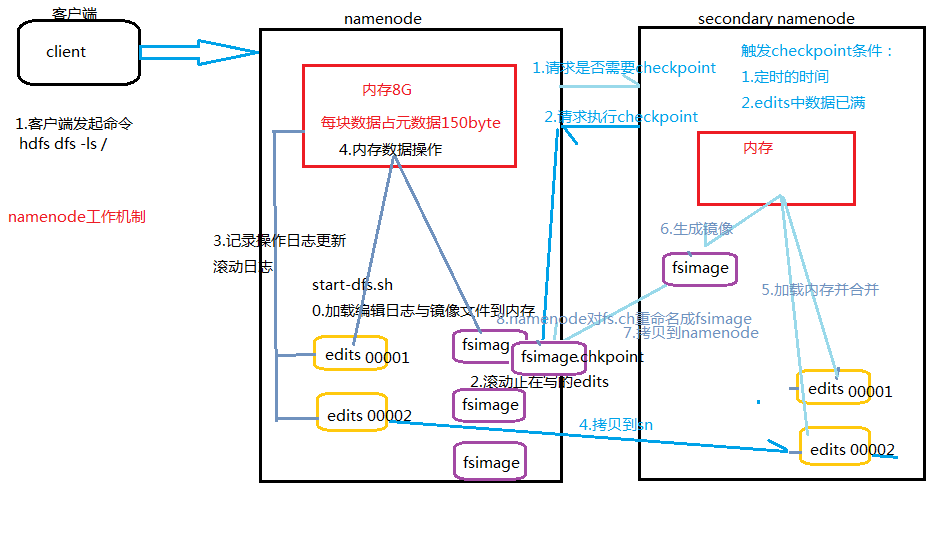 客户端
client
1.客户端发起命令
hdfs dfs -ls /
namenode工作机制
namenode
内存8G
每块数据占元数据150byte
4.内存数据操作
3.记录操作日志更新
滚动日志
start-dfs.sh
0.加载编辑日志与镜像文件到内存
edits 00001
edits 00002
fsimag
fsimage.chkpoint
2.滚动正在写的edits
fsimage
fsimage
1.请求是否需要checkpoint
2.请求执行checkpoint
8.namenode对fs.ch重命名成fsimage
7.拷贝到namenode
4.拷贝到sn
secondary namenode
触发checkpoint条件：
1.定时的时间
2.edits中数据已满
内存
6.生成镜像
fsimage
5.加载内存并合并
edits 00001
edits 00002